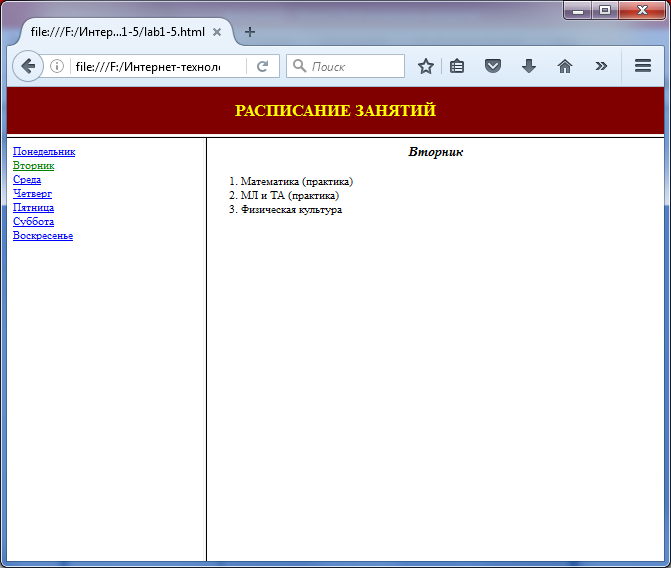 file:///F:/Интер...1-5/lab1-5.html
file:///F:/Интернет-техноле
Поиск
РАСПИСАНИЕ ЗАНЯТИЙ
Понедельник
Вторник
Среда
Четверг
Пятница
Суббота
Воскресенье
Вторник
1. Математика (практика)
2. МЛ и ТА (практика)
3. Физическая культура